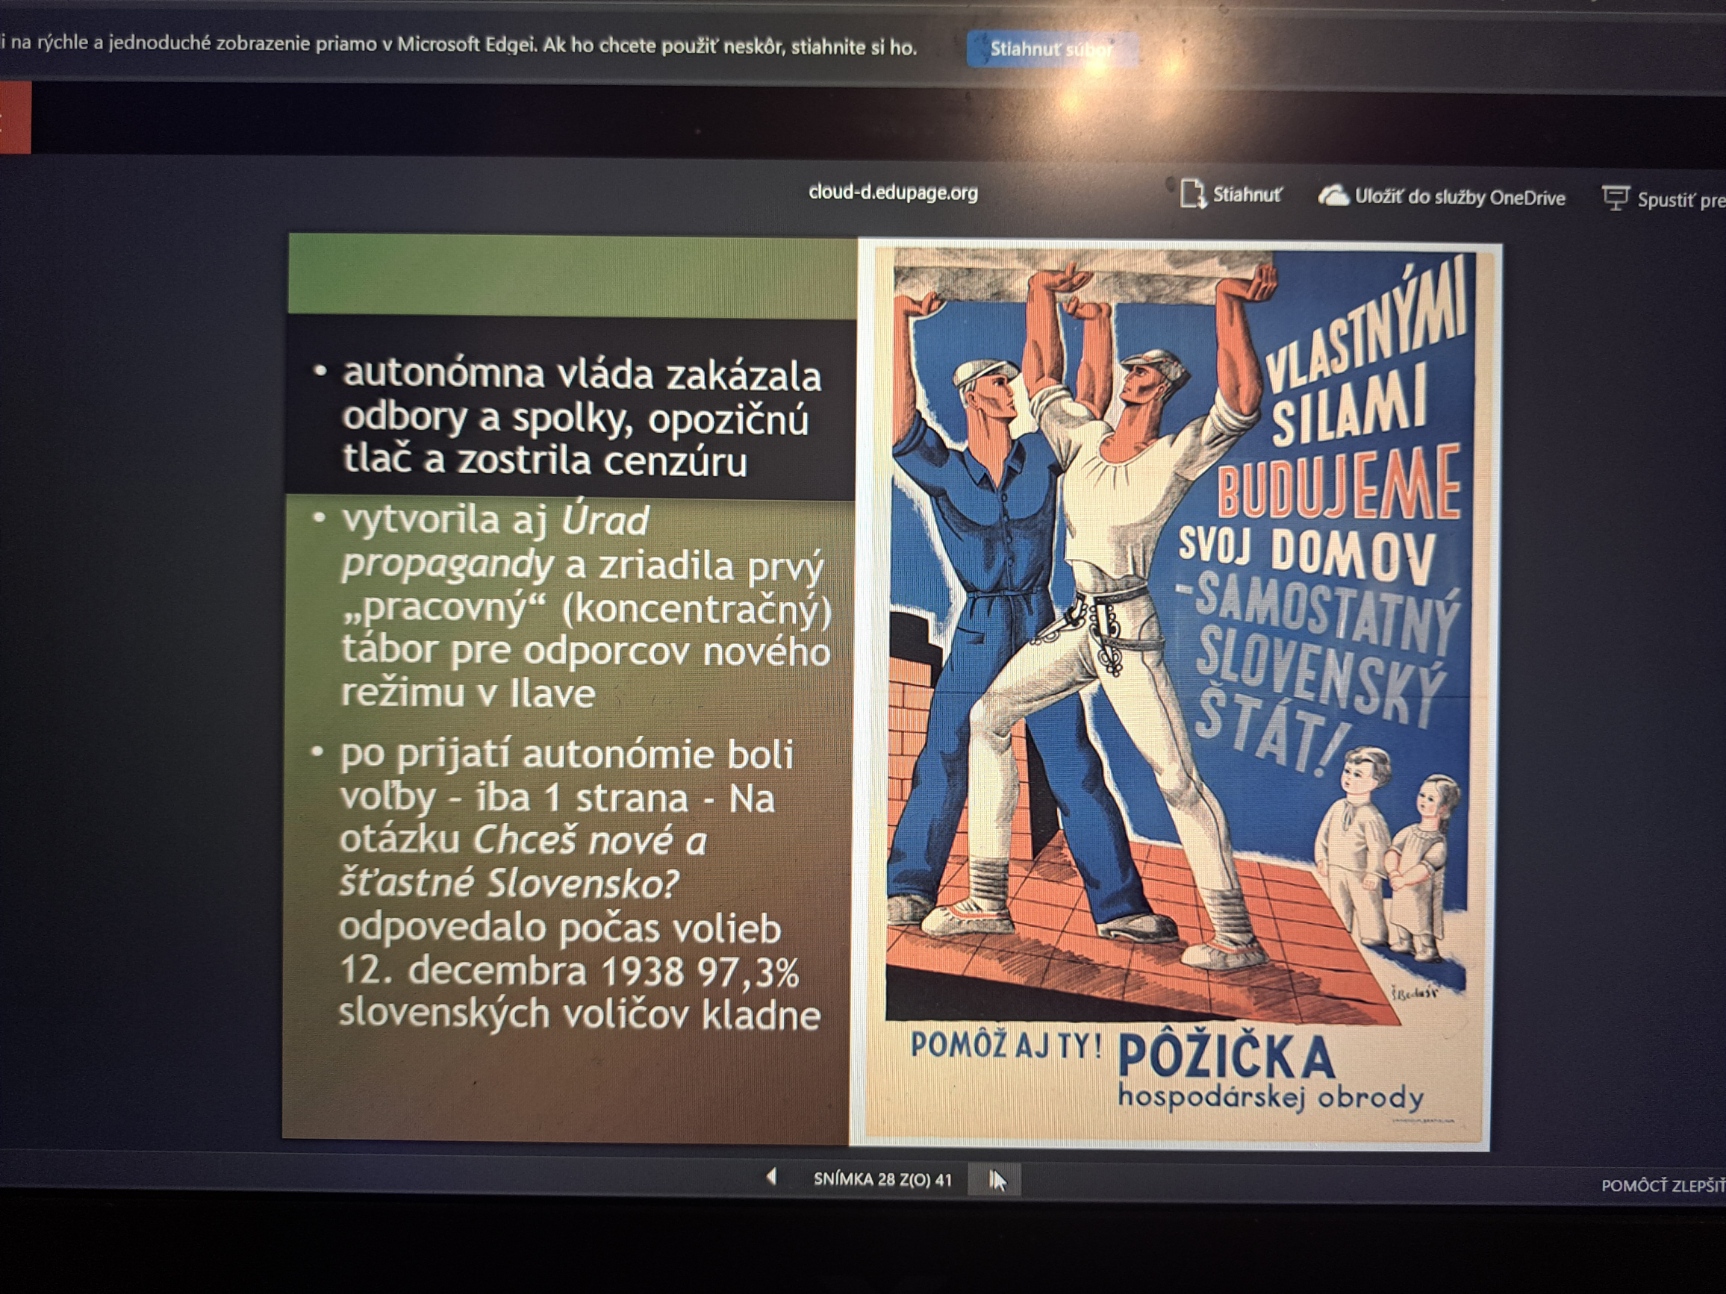 i na rýchle a jednoduché zobrazenie priamo v Microsoft Edgei. Ak ho chcete použiť neskôr, stiahnite si ho.
Stiahnuť súbor
cloud-d.edupage.org
Stiahnuť
Uložiť do služby OneDrive
Spustiť pre
• autonómna vláda zakázala
odbory a spolky, opozičnú
tlač a zostrila cenzúru
• vytvorila aj Úrad
propagandy a zriadila prvý
„pracovný“ (koncentračný)
tábor pre odporcov nového
režimu v Ilave
• po prijatí autonómie boli
voľby - iba 1 strana - Na
otázku Chceš nové a
šťastné Slovensko?
odpovedalo počas volieb
12. decembra 1938 97,3%
slovenských voličov kladne
VLASTNÝMI
SILAMI
BUDUJEME
SVOJ DOMOV
-SAMOSTATNÝ
SLOVENSKÝ
ŠTÁT!
POMÔŽ AJ TY! PÔŽIČKA
hospodárskej obrody
SNÍMKA 28 Z(O) 41
POMÔCŤ ZLEPŠIŤ